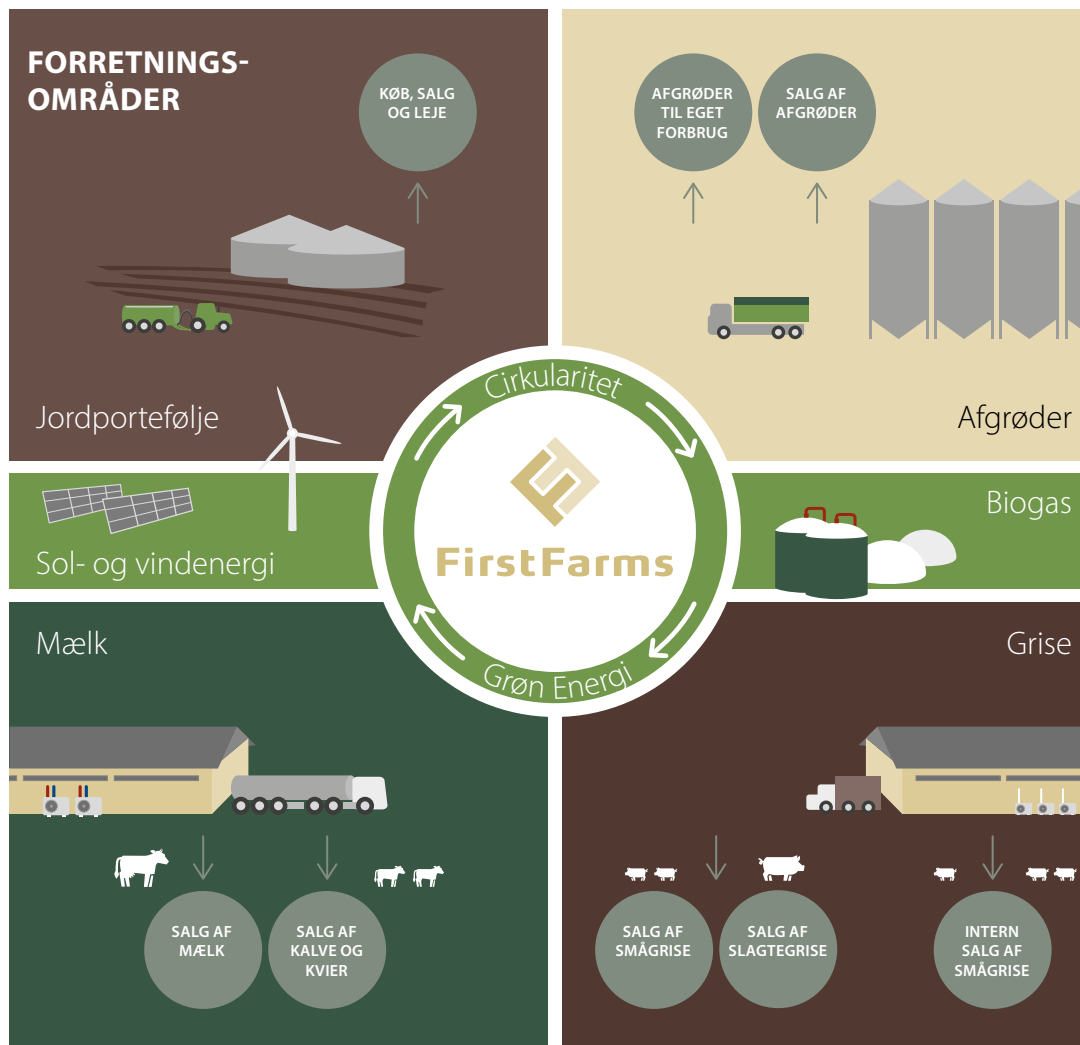 FORRETNINGS-
OMRÅDER
KØB, SALG
OG LEJE
Jordportefølje
AFGRØDER
TIL EGET
FORBRUG
SALG AF
AFGRØDER
Afgrøder
Cirkularitet
FirstFarms
Grøn Energi
Sol- og vindenergi
Biogas
Mælk
SALG AF
MÆLK
SALG AF
KALVE OG
KVIER
Grise
SALG AF
SMÅGRISE
SALG AF
SLAGTEGRISE
INTERN
SALG AF
SMÅGRISE